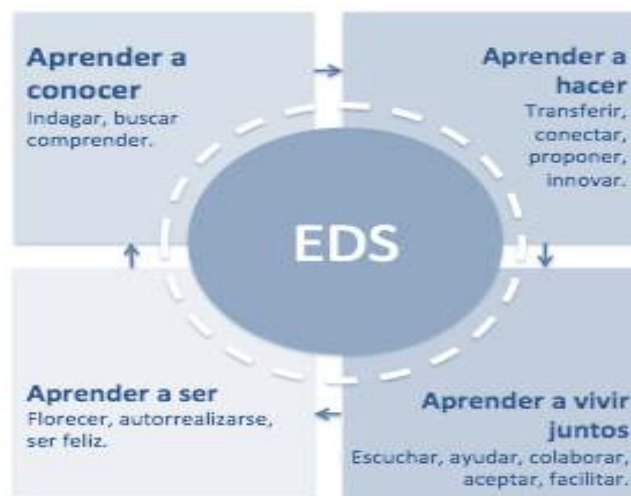 Aprender a
conocer
Indagar, buscar
comprender.
Aprender a
hacer
Transferir,
conectar,
proponer,
innovar.
EDS
Aprender a ser
Florecer, autorrealizarse,
ser feliz.
Aprender a vivir
juntos
Escuchar, ayudar, colaborar,
aceptar, facilitar.